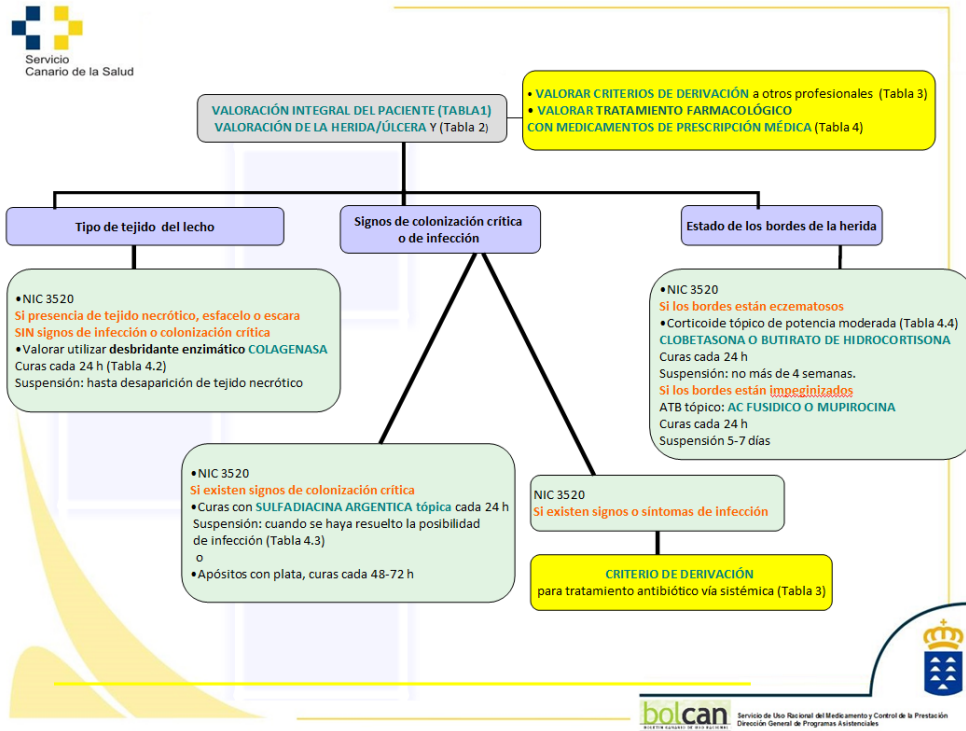 Servicio
Canario de la Salud
VALORACIÓN INTEGRAL DEL PACIENTE (TABLA1)
VALORACIÓN DE LA HERIDA/ÚLCERA Y (Tabla 2)
• VALORAR CRITERIOS DE DERIVACIÓN a otros profesionales (Tabla 3)
• VALORAR TRATAMIENTO FARMACOLÓGICO
CON MEDICAMENTOS DE PRESCRIPCIÓN MÉDICA (Tabla 4)
Tipo de tejido del lecho
Signos de colonización crítica
o de infección
Estado de los bordes de la herida
•NIC 3520
Si presencia de tejido necrótico, esfacelo o escara
SIN signos de infección o colonización crítica
•Valorar utilizar desbridante enzimático COLAGENASA
Curas cada 24 h (Tabla 4.2)
Suspensión: hasta desaparición de tejido necrótico
•NIC 3520
Si los bordes están eczematosos
•Corticoide tópico de potencia moderada (Tabla 4.4)
CLOBETASONA O BUTIRATO DE HIDROCORTISONA
Curas cada 24 h
Suspensión: no más de 4 semanas.
Si los bordes están impeginizados
ATB tópico: AC FUSIDICO O MUPIROCINA
Curas cada 24 h
Suspensión 5-7 días
•NIC 3520
Si existen signos de colonización crítica
•Curas con SULFADIACINA ARGENTICA tópica cada 24 h
Suspensión: cuando se haya resuelto la posibilidad
de infección (Tabla 4.3)
o
•Apósitos con plata, curas cada 48-72 h
NIC 3520
Si existen signos o síntomas de infección
CRITERIO DE DERIVACIÓN
para tratamiento antibiótico vía sistémica (Tabla 3)
bolcan
BOLETÍN CANARIO DE USO RACIONAL
Servicio de Uso Racional del Medicamento y Control de la Prestación
Dirección General de Programas Asistenciales